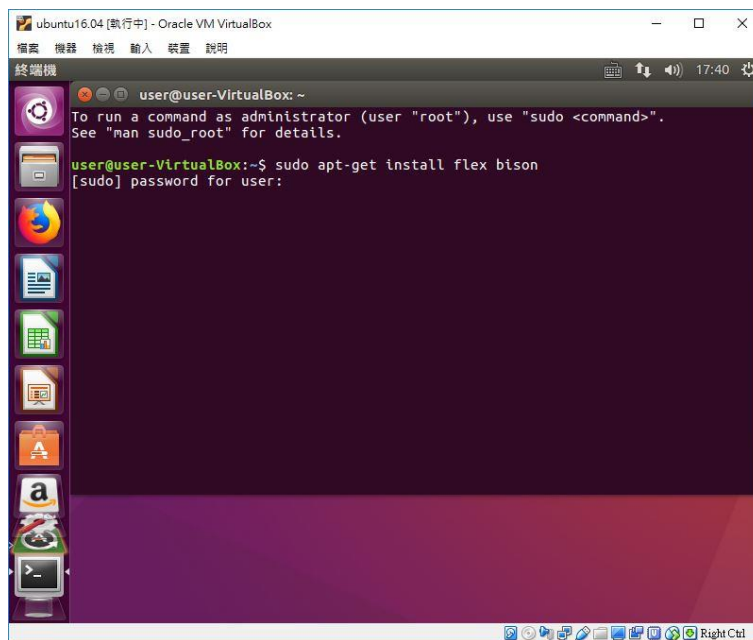 ubuntu16.04 [執行中] - Oracle VM VirtualBox
檔案 機器 檢視 輸入 裝置 說明
終端機 17:40
user@user-VirtualBox: ~
To run a command as administrator (user "root"), use "sudo <command>".
See "man sudo_root" for details.
user@user-VirtualBox:~$ sudo apt-get install flex bison
[sudo] password for user:
Right Ctrl